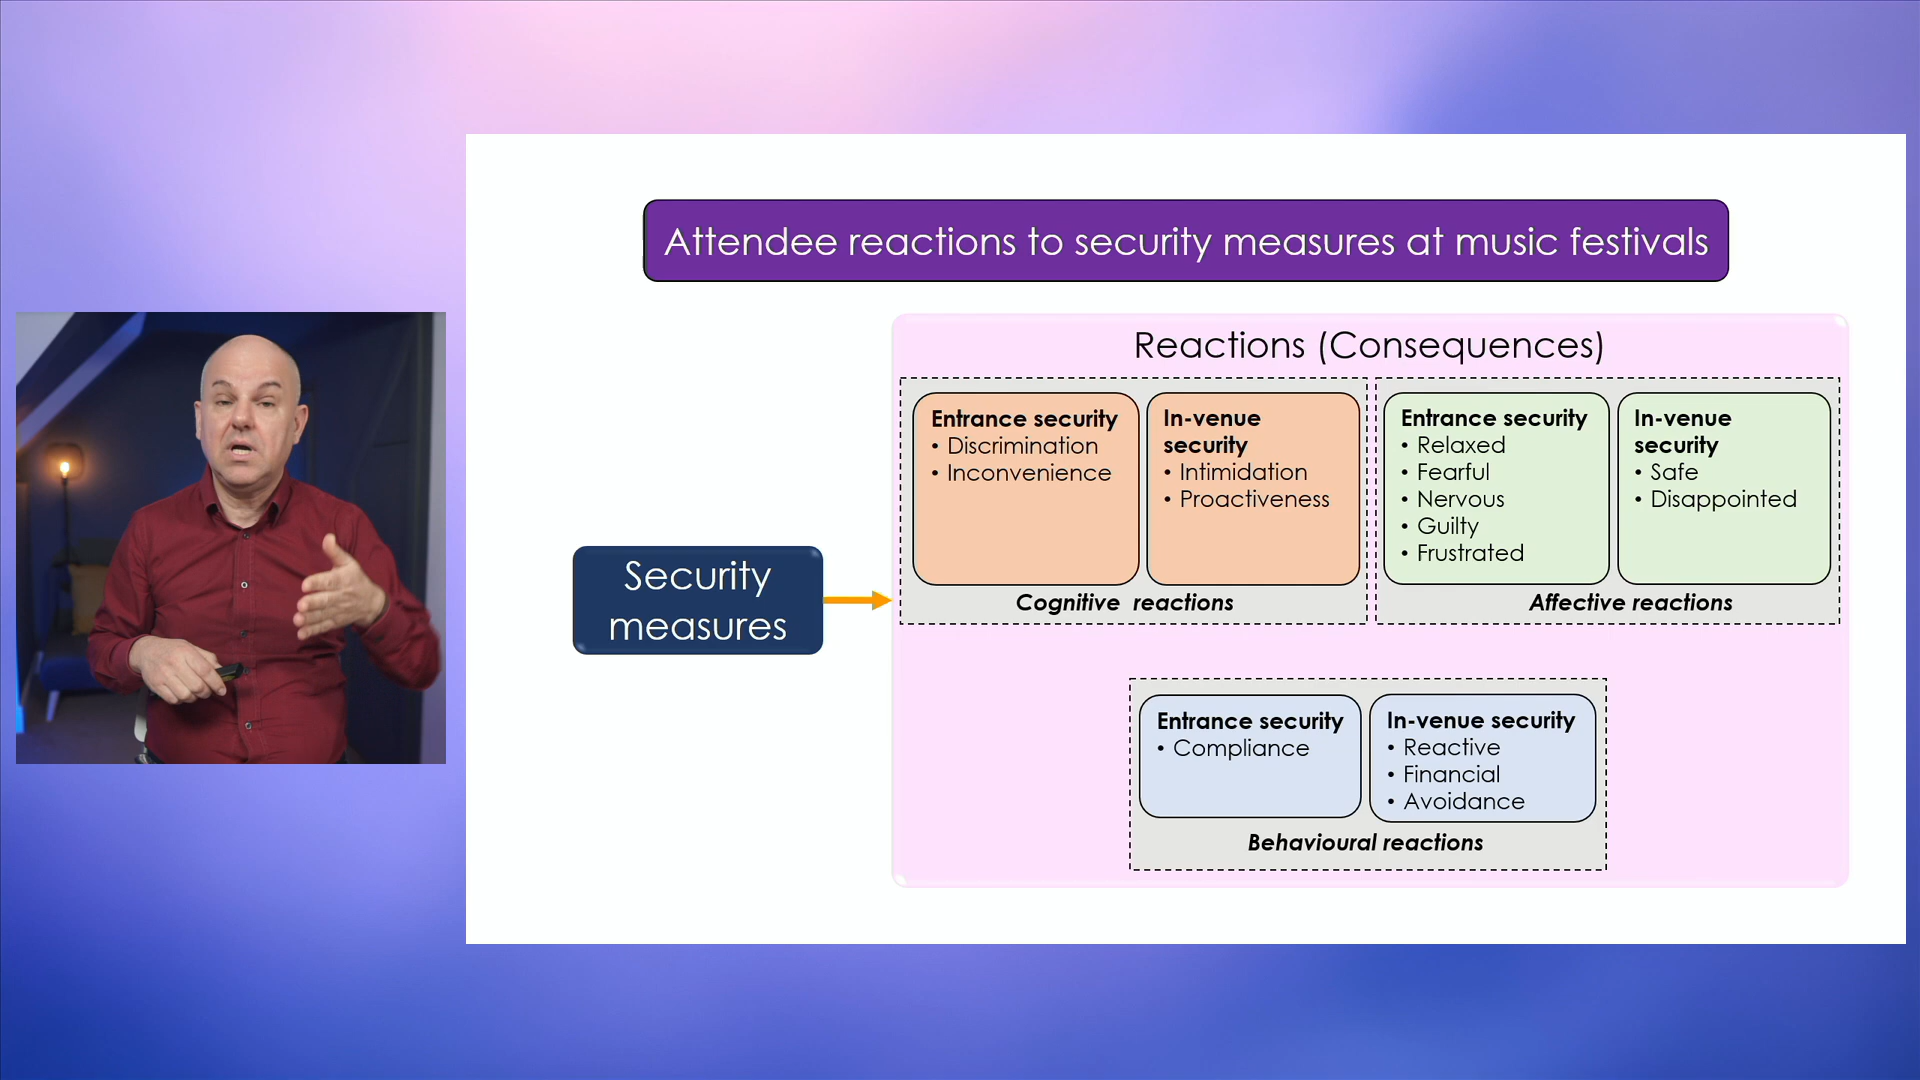 Attendee reactions to security measures at music festivals
Reactions (Consequences)
Security
measures
Entrance security
• Discrimination
• Inconvenience
In-venue
security
• Intimidation
• Proactiveness
Cognitive reactions
Entrance security
• Relaxed
• Fearful
• Nervous
• Guilty
• Frustrated
In-venue
security
• Safe
• Disappointed
Affective reactions
Entrance security
• Compliance
In-venue security
• Reactive
• Financial
• Avoidance
Behavioural reactions